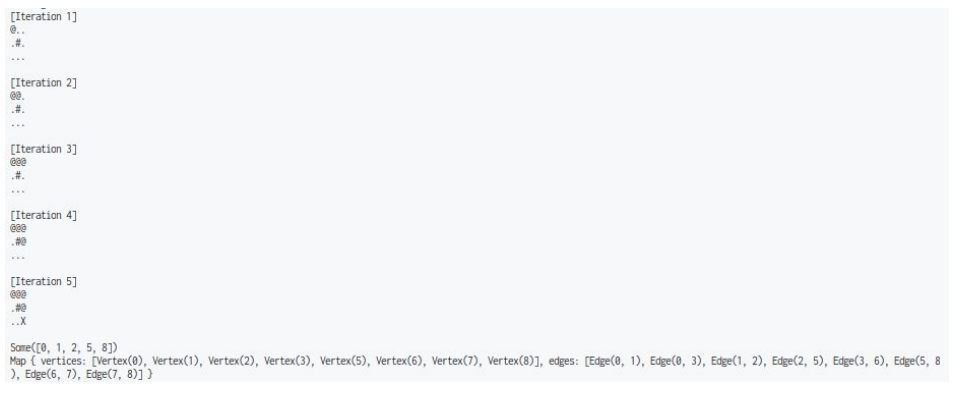 [Iteration 1]
@..
.#.
...
[Iteration 2]
@@.
.#.
...
[Iteration 3]
@@@
.#.
...
[Iteration 4]
@@@
.#@
...
[Iteration 5]
@@@
.#@
..X
Some([0, 1, 2, 5, 8])
Map { vertices: [Vertex(0), Vertex(1), Vertex(2), Vertex(3), Vertex(5), Vertex(6), Vertex(7), Vertex(8)], edges: [Edge(0, 1), Edge(0, 3), Edge(1, 2), Edge(2, 5), Edge(3, 6), Edge(5, 8
), Edge(6, 7), Edge(7, 8)] }